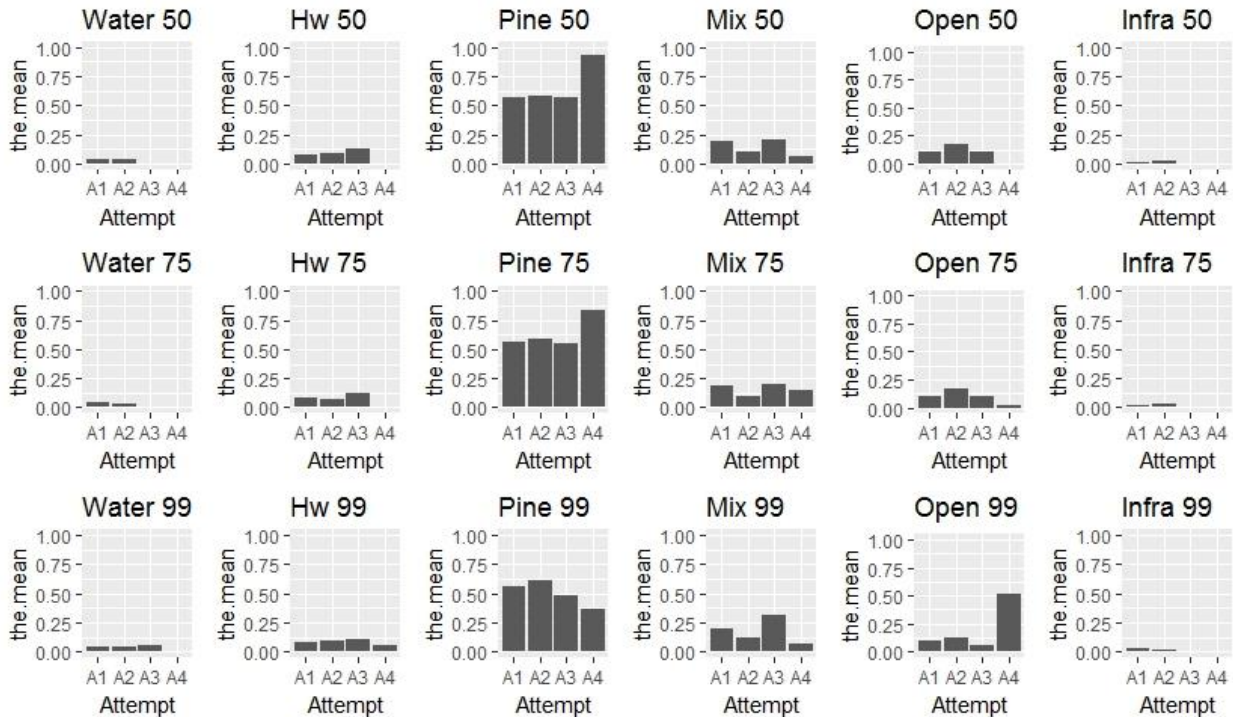 Water 50
Hw 50
Pine 50
Mix 50
Open 50
Infra 50
the.mean
1.00
0.75
0.50
0.25
0.00
A1 A2 A3 A4
Attempt
the.mean
1.00
0.75
0.50
0.25
0.00
A1 A2 A3 A4
Attempt
the.mean
1.00
0.75
0.50
0.25
0.00
A1 A2 A3 A4
Attempt
the.mean
1.00
0.75
0.50
0.25
0.00
A1 A2 A3 A4
Attempt
the.mean
1.00
0.75
0.50
0.25
0.00
A1 A2 A3 A4
Attempt
the.mean
1.00
0.75
0.50
0.25
0.00
A1 A2 A3 A4
Attempt
Water 75
Hw 75
Pine 75
Mix 75
Open 75
Infra 75
the.mean
1.00
0.75
0.50
0.25
0.00
A1 A2 A3 A4
Attempt
the.mean
1.00
0.75
0.50
0.25
0.00
A1 A2 A3 A4
Attempt
the.mean
1.00
0.75
0.50
0.25
0.00
A1 A2 A3 A4
Attempt
the.mean
1.00
0.75
0.50
0.25
0.00
A1 A2 A3 A4
Attempt
the.mean
1.00
0.75
0.50
0.25
0.00
A1 A2 A3 A4
Attempt
the.mean
1.00
0.75
0.50
0.25
0.00
A1 A2 A3 A4
Attempt
Water 99
Hw 99
Pine 99
Mix 99
Open 99
Infra 99
the.mean
1.00
0.75
0.50
0.25
0.00
A1 A2 A3 A4
Attempt
the.mean
1.00
0.75
0.50
0.25
0.00
A1 A2 A3 A4
Attempt
the.mean
1.00
0.75
0.50
0.25
0.00
A1 A2 A3 A4
Attempt
the.mean
1.00
0.75
0.50
0.25
0.00
A1 A2 A3 A4
Attempt
the.mean
1.00
0.75
0.50
0.25
0.00
A1 A2 A3 A4
Attempt
the.mean
1.00
0.75
0.50
0.25
0.00
A1 A2 A3 A4
Attempt